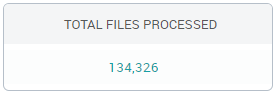 TOTAL FILES PROCESSED
134,326